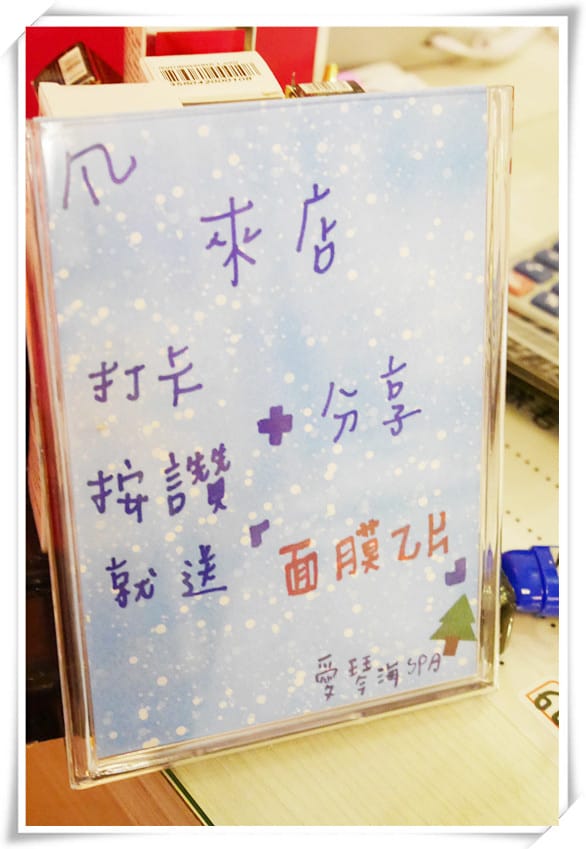 凡
來店
打卡 + 分享
按讚
就送「面膜乙片」
愛琴海SPA